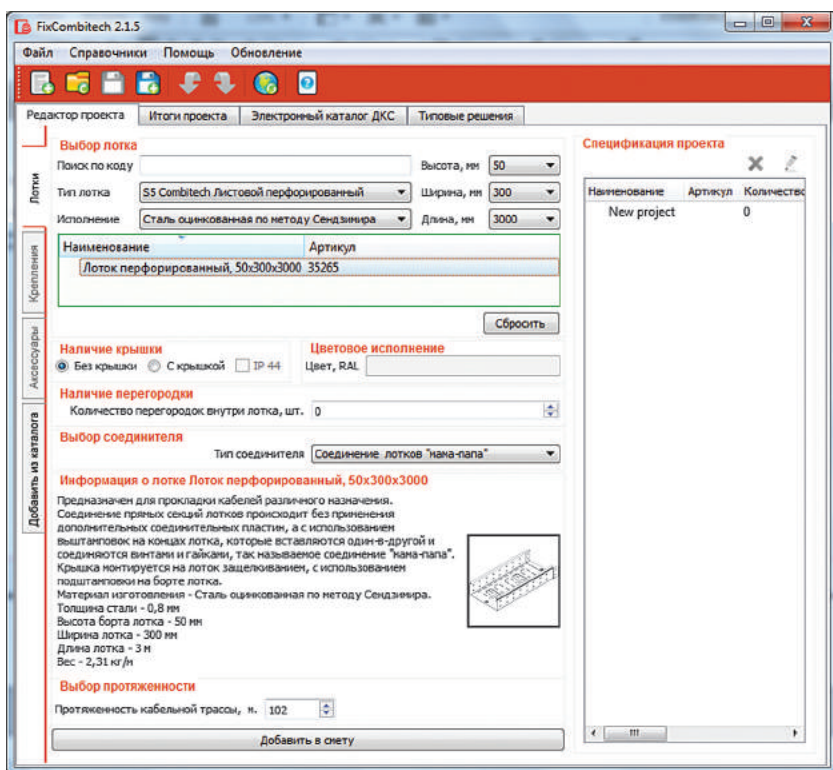 FixCombitech 2.1.5
Файл Справочники Помощь Обновление
Редактор проекта Итоги проекта Электронный каталог ДКС Типовые решения
Лотки
Крепления
Аксессуары
Добавить из каталога
Выбор лотка
Поиск по коду Высота, мм 50
Тип лотка S5 Combitech Листовой перфорированный Ширина, мм 300
Исполнение Сталь оцинкованная по методу Сендзимира Длина, мм 3000
Наименование Артикул
Лоток перфорированный, 50x300x3000 35265
Сбросить
Наличие крышки Цветовое исполнение
Без крышки С крышкой IP 44 Цвет, RAL
Наличие перегородки
Количество перегородок внутри лотка, шт. 0
Выбор соединителя
Тип соединителя Соединение лотков "мама-папа"
Информация о лотке Лоток перфорированный, 50x300x3000
Предназначен для прокладки кабелей различного назначения.
Соединение прямых секций лотков происходит без применения
дополнительных соединительных пластин, а с использованием
выштамповок на концах лотка, которые вставляются один-в-другой и
соединяются винтами и гайками, так называемое соединение "мама-папа".
Крышка монтируется на лоток защелкиванием, с использованием
подштамповки на борте лотка.
Материал изготовления - Сталь оцинкованная по методу Сендзимира.
Толщина стали - 0,8 мм
Высота борта лотка - 50 мм
Ширина лотка - 300 мм
Длина лотка - 3 м
Вес - 2,31 кг/м
Выбор протяженности
Протяженность кабельной трассы, м. 102
Добавить в смету
Спецификация проекта
Наименование Артикул Количество
New project 0